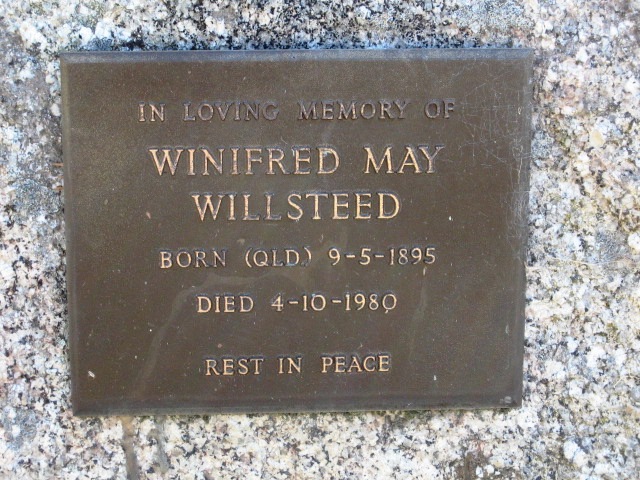 IN LOVING MEMORY OF
WINIFRED MAY
WILLSTEED
BORN (QLD) 9-5-1895
DIED 4-10-1980
REST IN PEACE